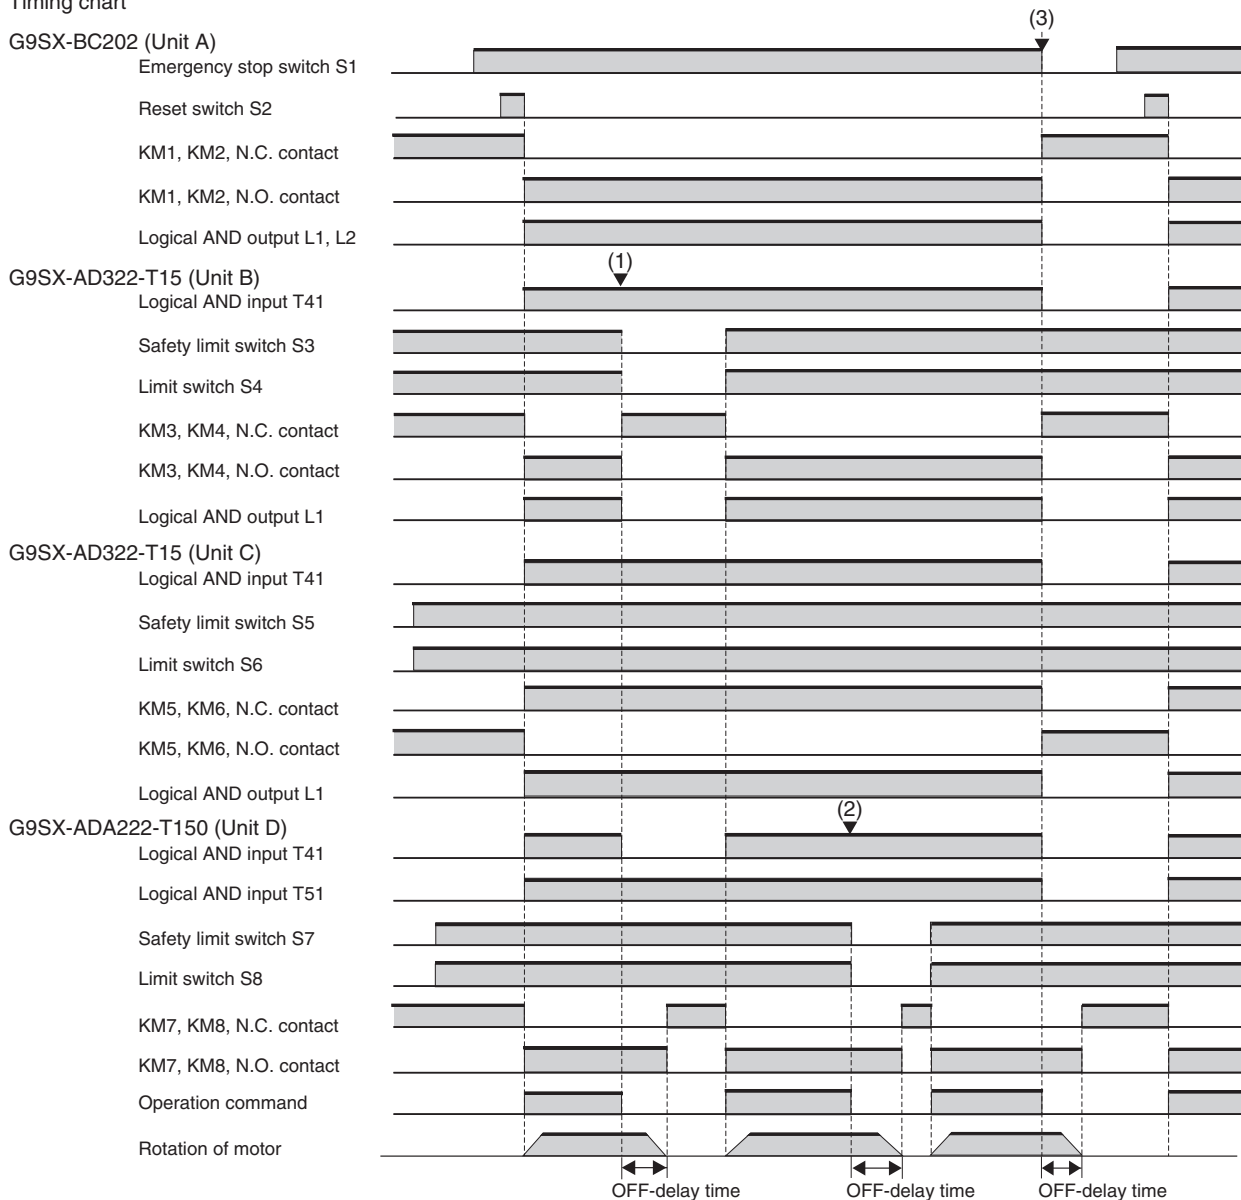 Timing chart
(3)
G9SX-BC202 (Unit A)
Emergency stop switch S1
Reset switch S2
KM1, KM2, N.C. contact
KM1, KM2, N.O. contact
Logical AND output L1, L2
(1)
G9SX-AD322-T15 (Unit B)
Logical AND input T41
Safety limit switch S3
Limit switch S4
KM3, KM4, N.C. contact
KM3, KM4, N.O. contact
Logical AND output L1
G9SX-AD322-T15 (Unit C)
Logical AND input T41
Safety limit switch S5
Limit switch S6
KM5, KM6, N.C. contact
KM5, KM6, N.O. contact
Logical AND output L1
(2)
G9SX-ADA222-T150 (Unit D)
Logical AND input T41
Logical AND input T51
Safety limit switch S7
Limit switch S8
KM7, KM8, N.C. contact
KM7, KM8, N.O. contact
Operation command
Rotation of motor
OFF-delay time OFF-delay time OFF-delay time